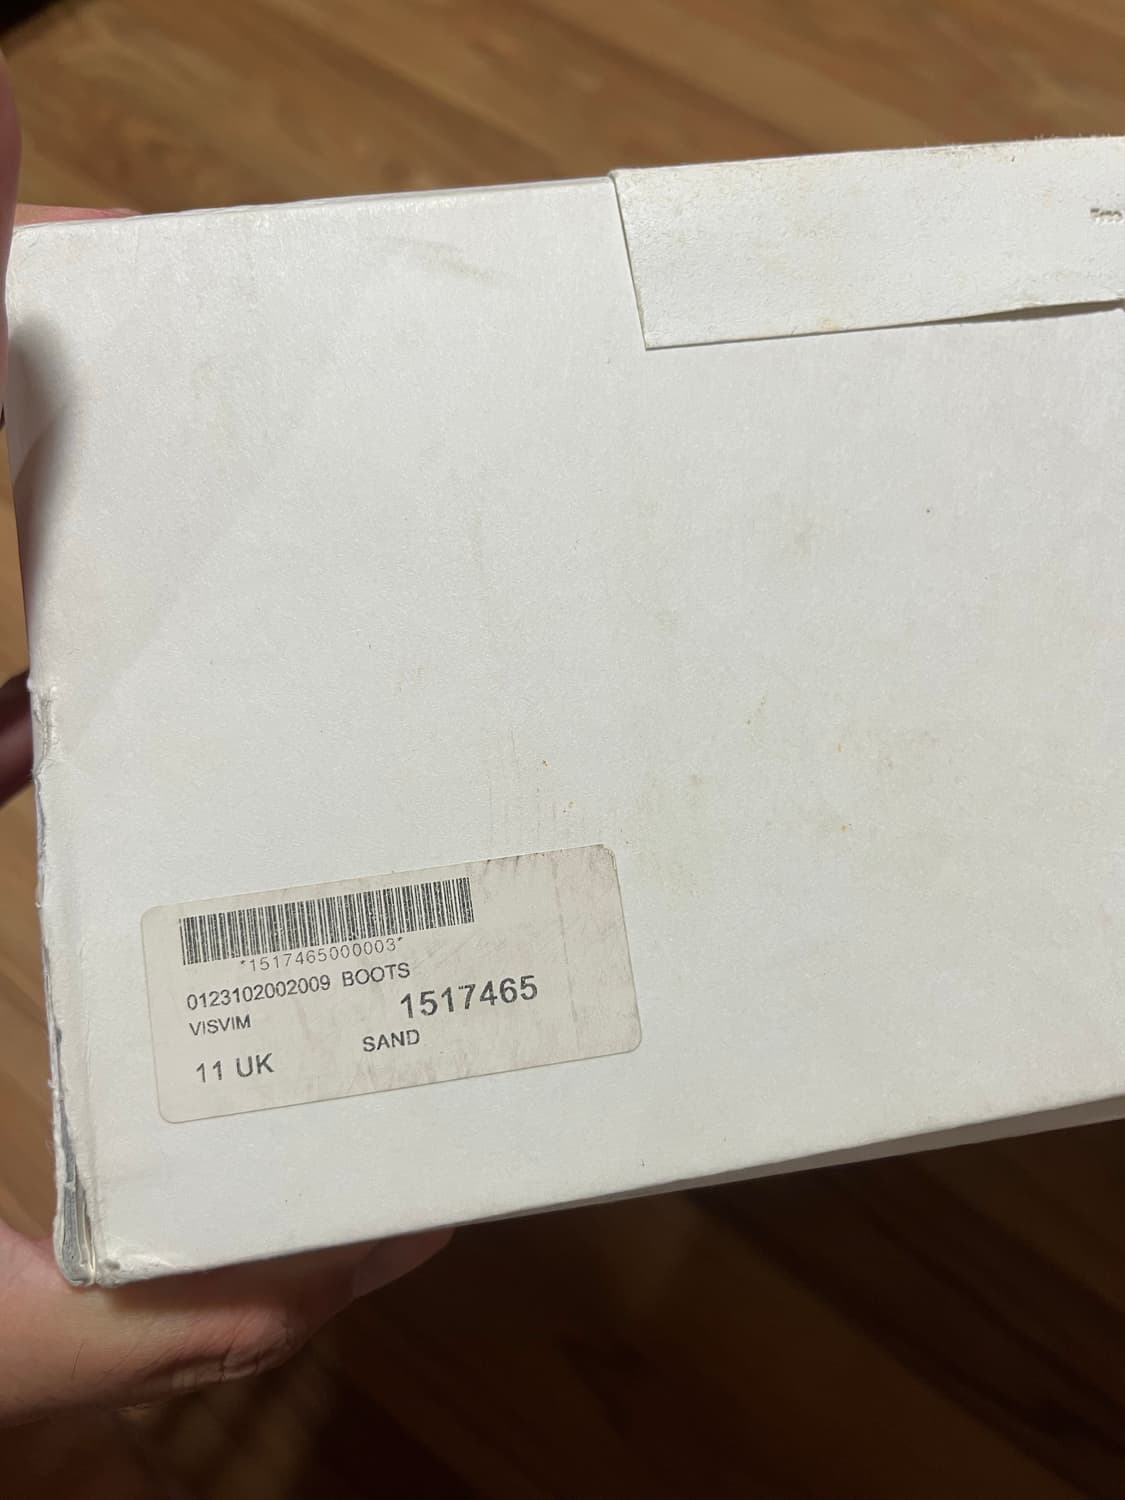 *1517465000003*
0123102002009 BOOTS
VISVIM
1517465
SAND
11 UK